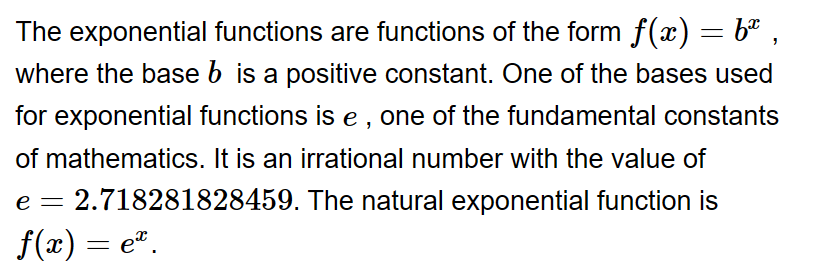 The exponential functions are functions of the form f(x) = bˣ ,
where the base b is a positive constant. One of the bases used
for exponential functions is e , one of the fundamental constants
of mathematics. It is an irrational number with the value of
e = 2.718281828459. The natural exponential function is
f(x) = eˣ .